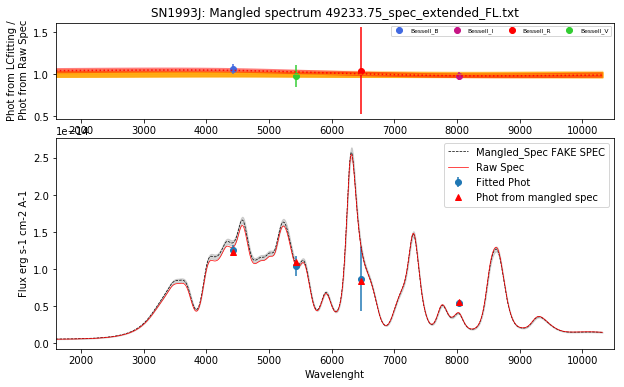 SN1993J: Mangled spectrum 49233.75_spec_extended_FL.txt
Phot from LCfitting /
Phot from Raw Spec
1.5
1.0
0.5
Bessell_B
Bessell_I
Bessell_R
Bessell_V
2000 3000 4000 5000 6000 7000 8000 9000 10000
1e−14
Flux erg s-1 cm-2 A-1
2.5
2.0
1.5
1.0
0.5
0.0
Mangled_Spec FAKE SPEC
Raw Spec
Fitted Phot
Phot from mangled spec
2000 3000 4000 5000 6000 7000 8000 9000 10000
Wavelenght